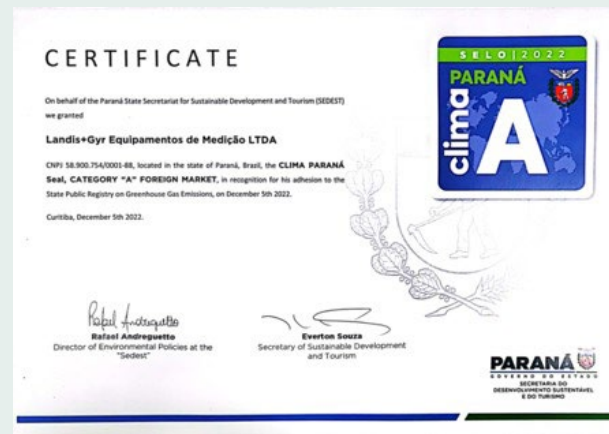 CERTIFICATE
On behalf of the Paraná State Secretariat for Sustainable Development and Tourism (SEDEST)
we granted
Landis+Gyr Equipamentos de Medição LTDA
CNPJ 58.900.754/0001-88, located in the state of Paraná, Brazil, the CLIMA PARANÁ
Seal, CATEGORY "A" FOREIGN MARKET, in recognition for his adhesion to the
State Public Registry on Greenhouse Gas Emissions, on December 5th 2022.
Curitiba, December 5th 2022.
SELO | 2022
PARANÁ
clima
A
Rafael Andreguetto
Rafael Andreguetto
Director of Environmental Policies at the
"Sedest"
Everton Souza
Secretary of Sustainable Development
and Tourism
PARANÁ
GOVERNO DO ESTADO
SECRETARIA DO
DESENVOLVIMENTO SUSTENTÁVEL
E DO TURISMO